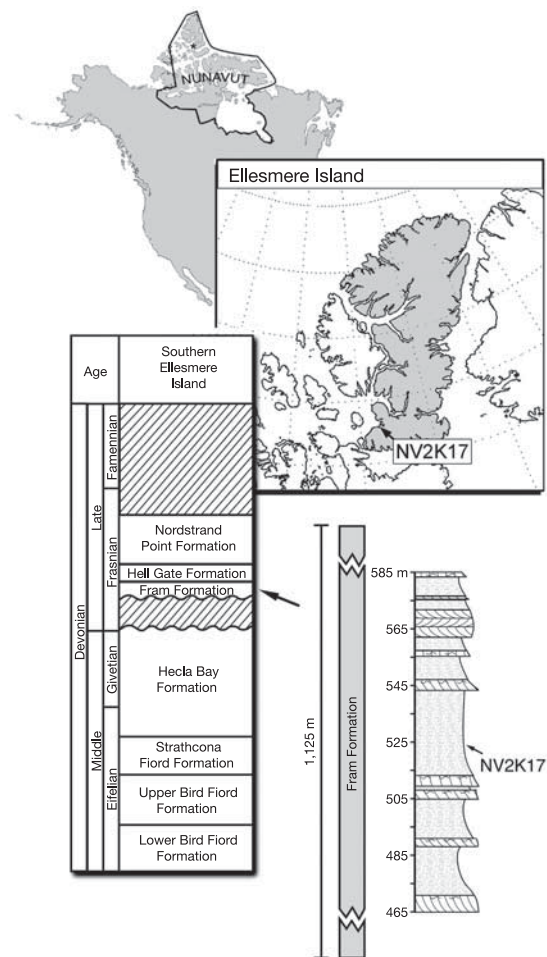 NUNAVUT
Ellesmere Island
NV2K17
Age
Southern
Ellesmere
Island
Devonian
Late
Middle
Famennian
Frasnian
Givetian
Eifelian
Nordstrand
Point Formation
Hell Gate Formation
Fram Formation
Hecla Bay
Formation
Strathcona
Fiord Formation
Upper Bird Fiord
Formation
Lower Bird Fiord
Formation
1,125 m
Fram Formation
585 m
565
545
525
NV2K17
505
485
465